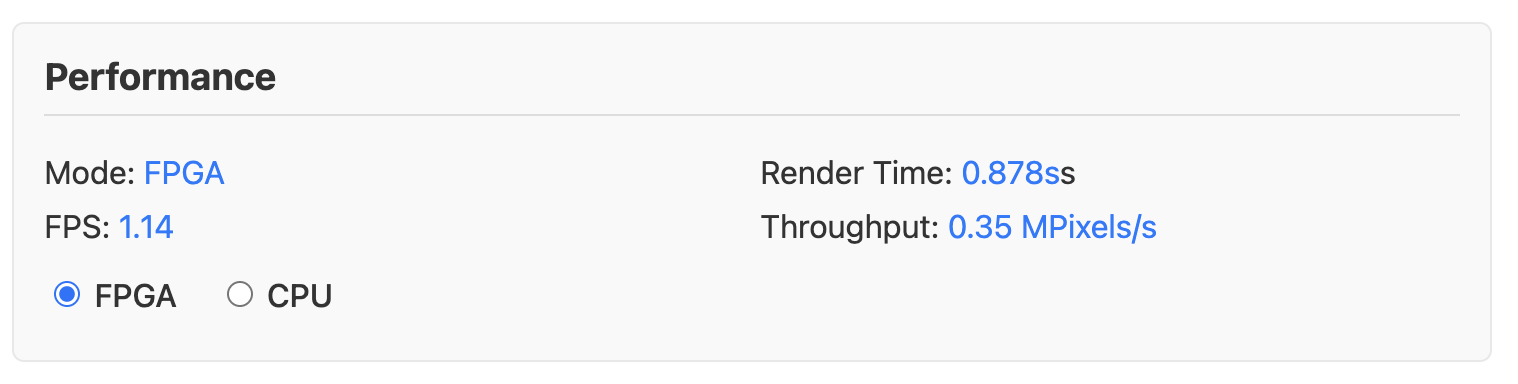 Performance
Mode: FPGA
Render Time: 0.878ss
FPS: 1.14
Throughput: 0.35 MPixels/s
FPGA
CPU